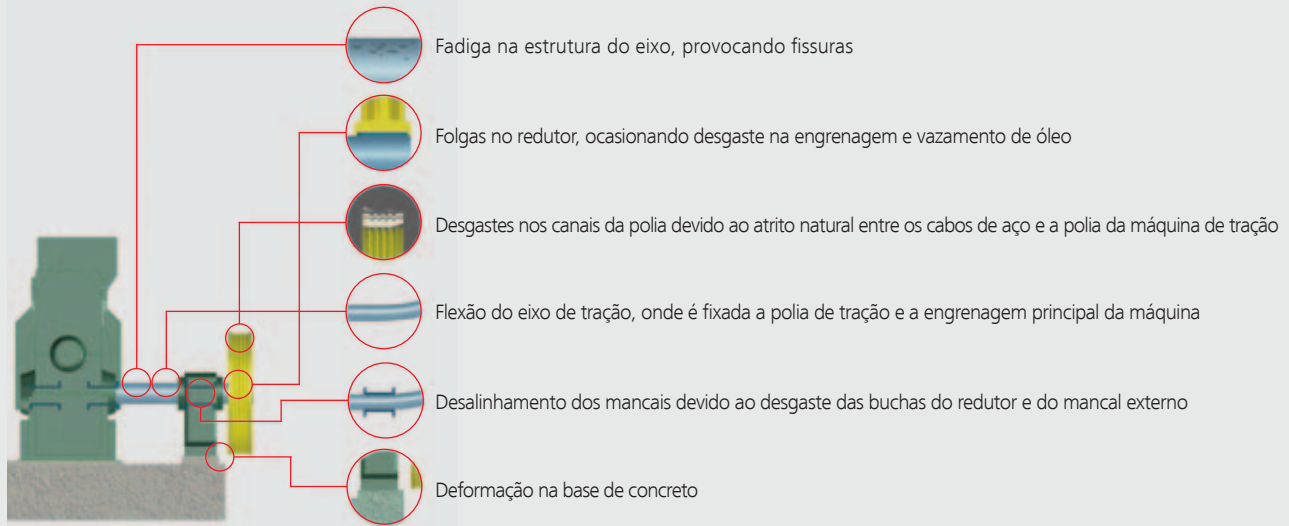 Fadiga na estrutura do eixo, provocando fissuras
Folgas no redutor, ocasionando desgaste na engrenagem e vazamento de óleo
Desgastes nos canais da polia devido ao atrito natural entre os cabos de aço e a polia da máquina de tração
Flexão do eixo de tração, onde é fixada a polia de tração e a engrenagem principal da máquina
Desalinhamento dos mancais devido ao desgaste das buchas do redutor e do mancal externo
Deformação na base de concreto